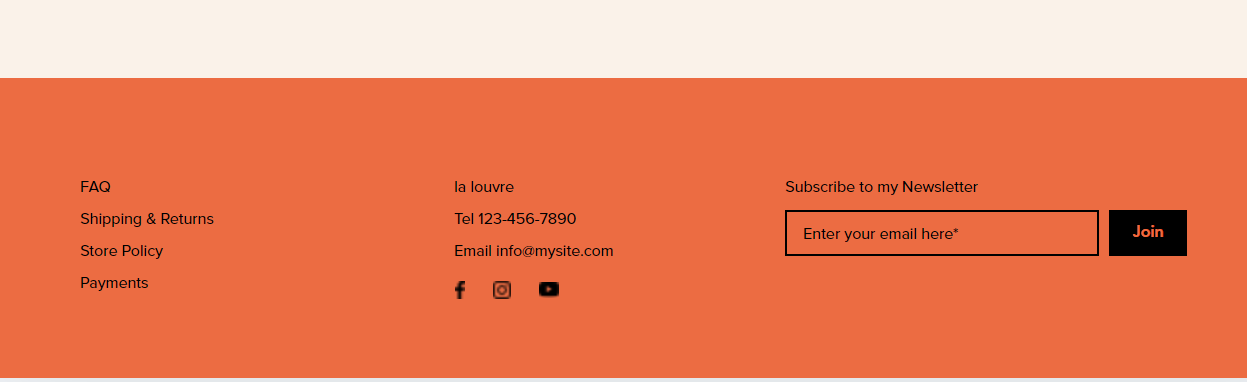 FAQ
Shipping & Returns
Store Policy
Payments
la louvre
Tel 123-456-7890
Email info@mysite.com
Subscribe to my Newsletter
Enter your email here*
Join